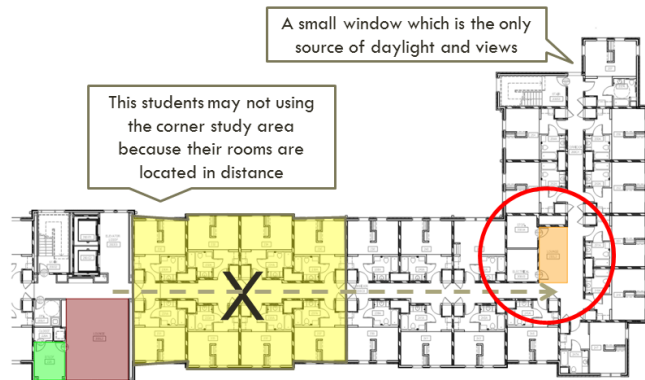 A small window which is the only
source of daylight and views
This students may not using
the corner study area
because their rooms are
located in distance
X